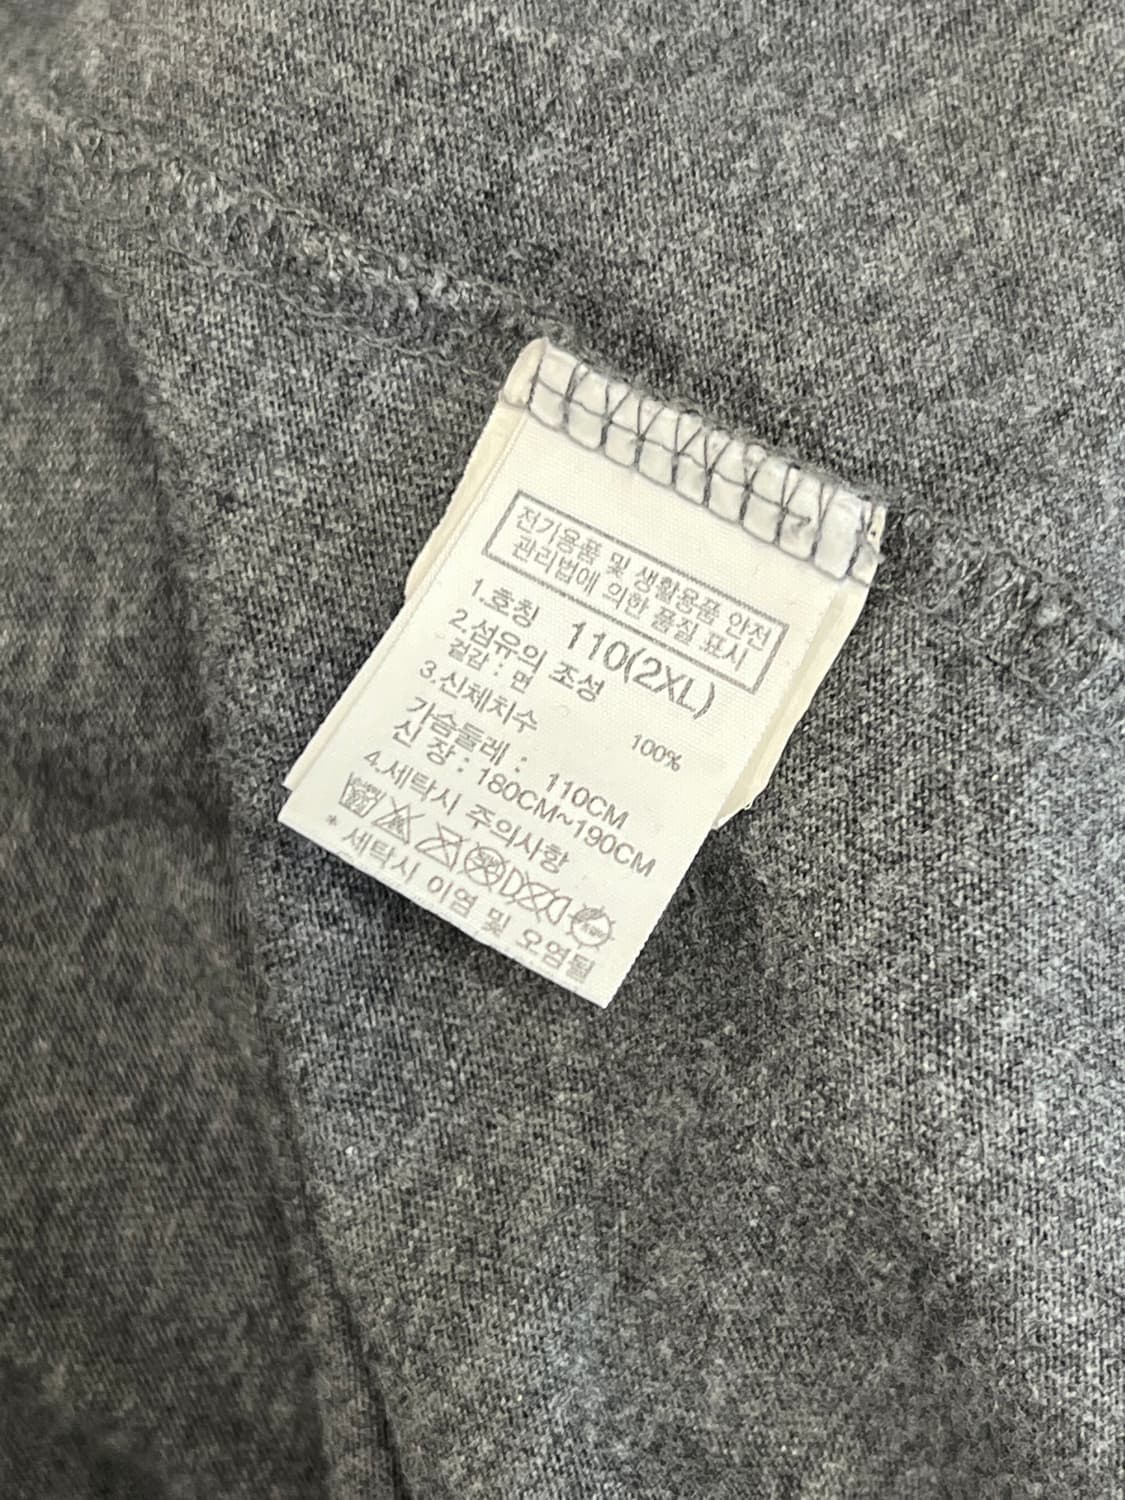 전기용품 및 생활용품 안전
관리법에 의한 품질 표시
1.호칭 110(2XL)
2.섬유의 조성
겉감 : 면 100%
3.신체치수
가슴둘레 : 110CM
신 장 : 180CM~190CM
4.세탁시 주의사항
* 세탁시 이염 및 오염될